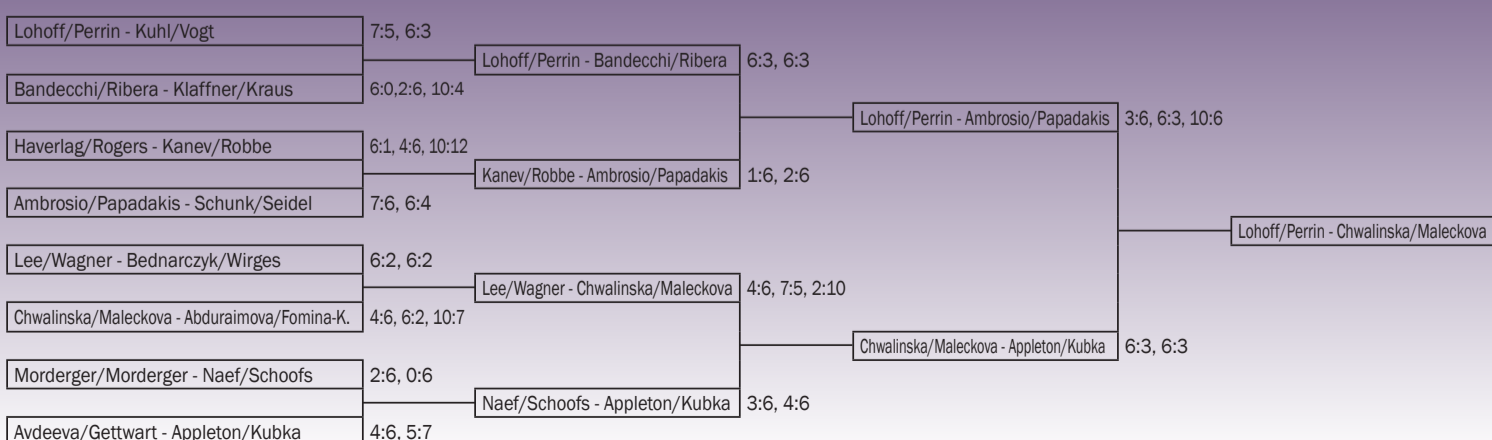 Lohoff/Perrin - Kuhl/Vogt 7:5, 6:3
Lohoff/Perrin - Bandecchi/Ribera 6:3, 6:3
Bandecchi/Ribera - Klaffner/Kraus 6:0,2:6, 10:4
Lohoff/Perrin - Ambrosio/Papadakis 3:6, 6:3, 10:6
Haverlag/Rogers - Kanev/Robbe 6:1, 4:6, 10:12
Kanev/Robbe - Ambrosio/Papadakis 1:6, 2:6
Ambrosio/Papadakis - Schunk/Seidel 7:6, 6:4
Lohoff/Perrin - Chwalinska/Maleckova
Lee/Wagner - Bednarczyk/Wirges 6:2, 6:2
Lee/Wagner - Chwalinska/Maleckova 4:6, 7:5, 2:10
Chwalinska/Maleckova - Abduraimova/Fomina-K. 4:6, 6:2, 10:7
Chwalinska/Maleckova - Appleton/Kubka 6:3, 6:3
Morderger/Morderger - Naef/Schoofs 2:6, 0:6
Naef/Schoofs - Appleton/Kubka 3:6, 4:6
Avdeeva/Gettwart - Appleton/Kubka 4:6, 5:7